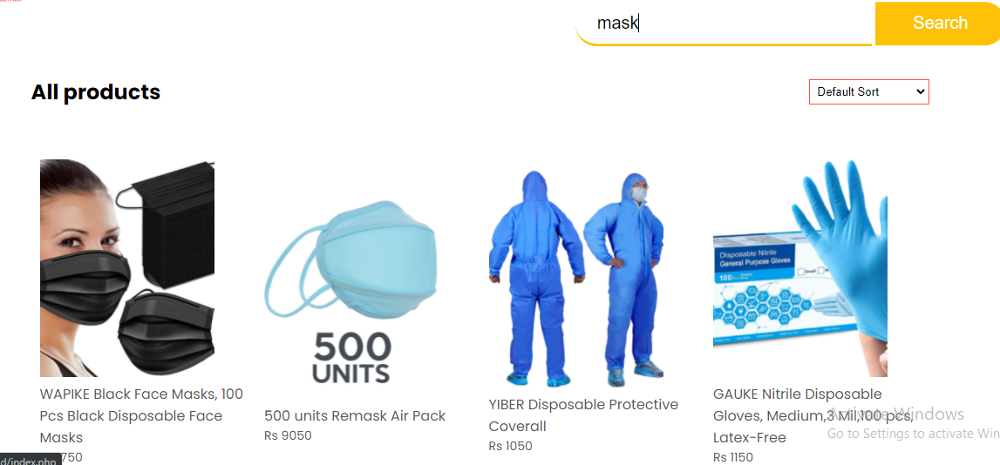 mask
Search
All products
Default Sort
500
UNITS
Disposable Nitrile
General Purpose Gloves
100
Small
WAPIKE Black Face Masks, 100
Pcs Black Disposable Face
Masks
750
500 units Remask Air Pack
Rs 9050
YIBER Disposable Protective
Coverall
Rs 1050
GAUKE Nitrile Disposable
Gloves, Medium,3 Mil,100 pcs,
Latex-Free
Rs 1150
Activate Windows
Go to Settings to activate Win
d/index.php